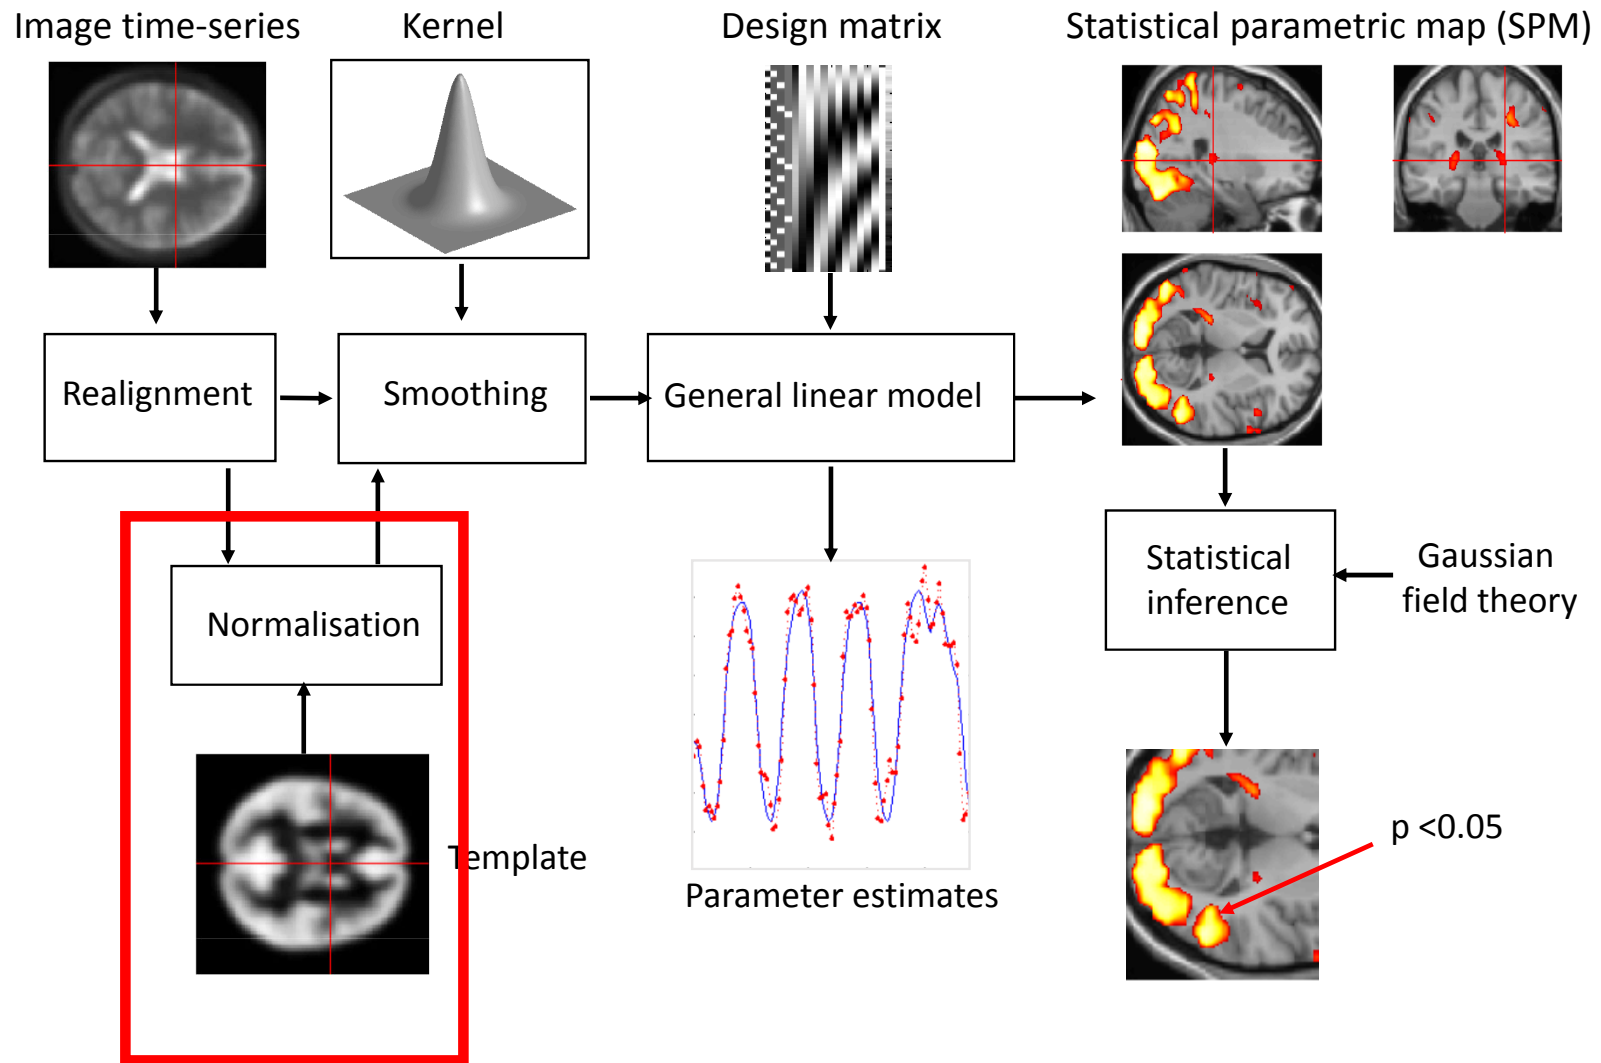 Image time-series
Kernel
Design matrix
Statistical parametric map (SPM)
Realignment
Smoothing
General linear model
Normalisation
Statistical
inference
Gaussian
field theory
Template
Parameter estimates
p <0.05